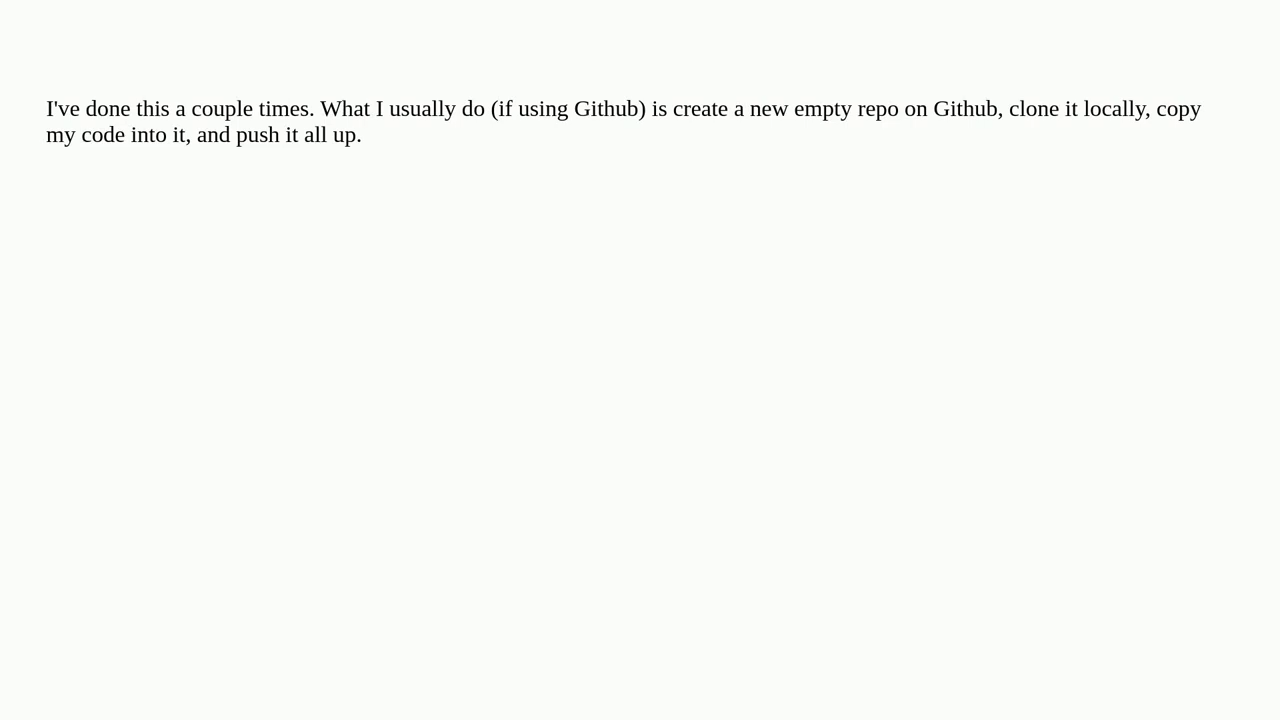 I've done this a couple times. What I usually do (if using Github) is create a new empty repo on Github, clone it locally, copy
my code into it, and push it all up.